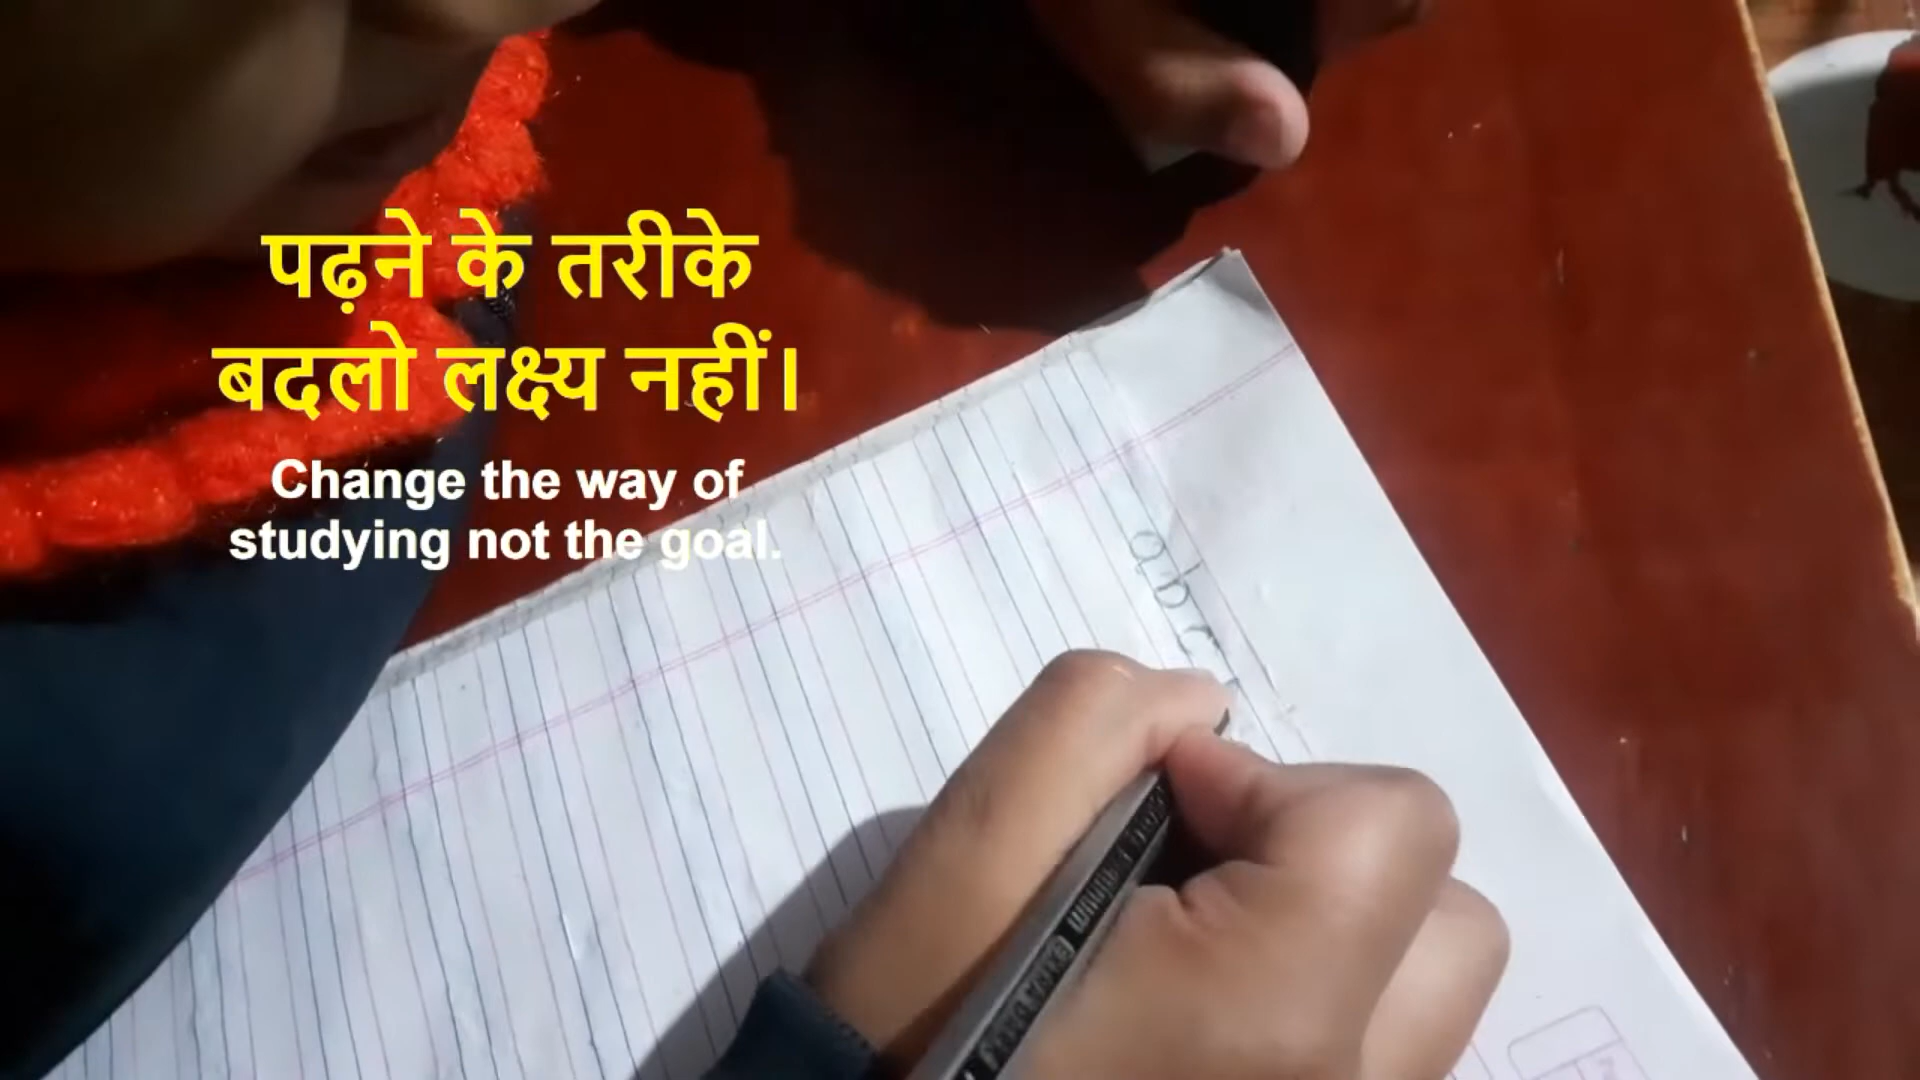 पढ़ने के तरीके
बदलो लक्ष्य नहीं।
Change the way of
studying not the goal.
a b c